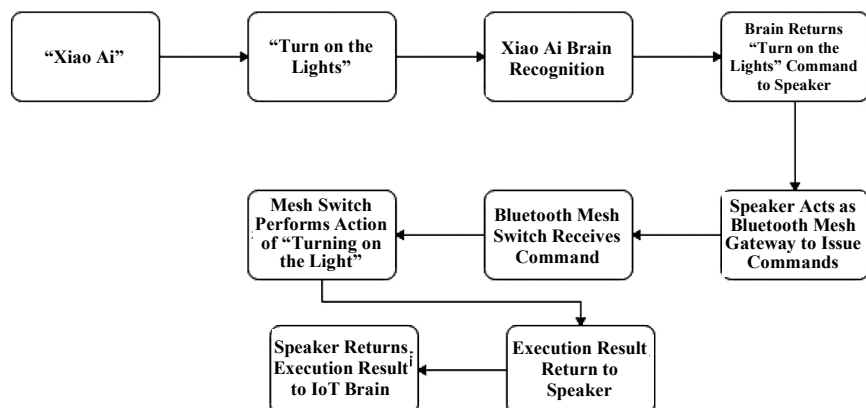 “Xiao Ai”
“Turn on the
Lights”
Xiao Ai Brain
Recognition
Brain Returns
“Turn on the
Lights” Command
to Speaker
Speaker Acts as
Bluetooth Mesh
Gateway to Issue
Commands
Bluetooth Mesh
Switch Receives
Command
Mesh Switch
Performs Action
of “Turning on
the Light”
Execution Result
Return to
Speaker
Speaker Returns
Execution Result
to IoT Brain